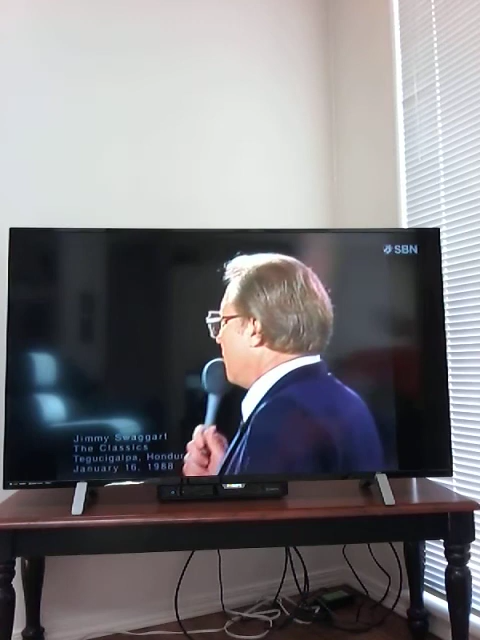 SBN
Jimmy Swaggart
The Classics
Tegucigalpa, Hondu
January 16, 1988